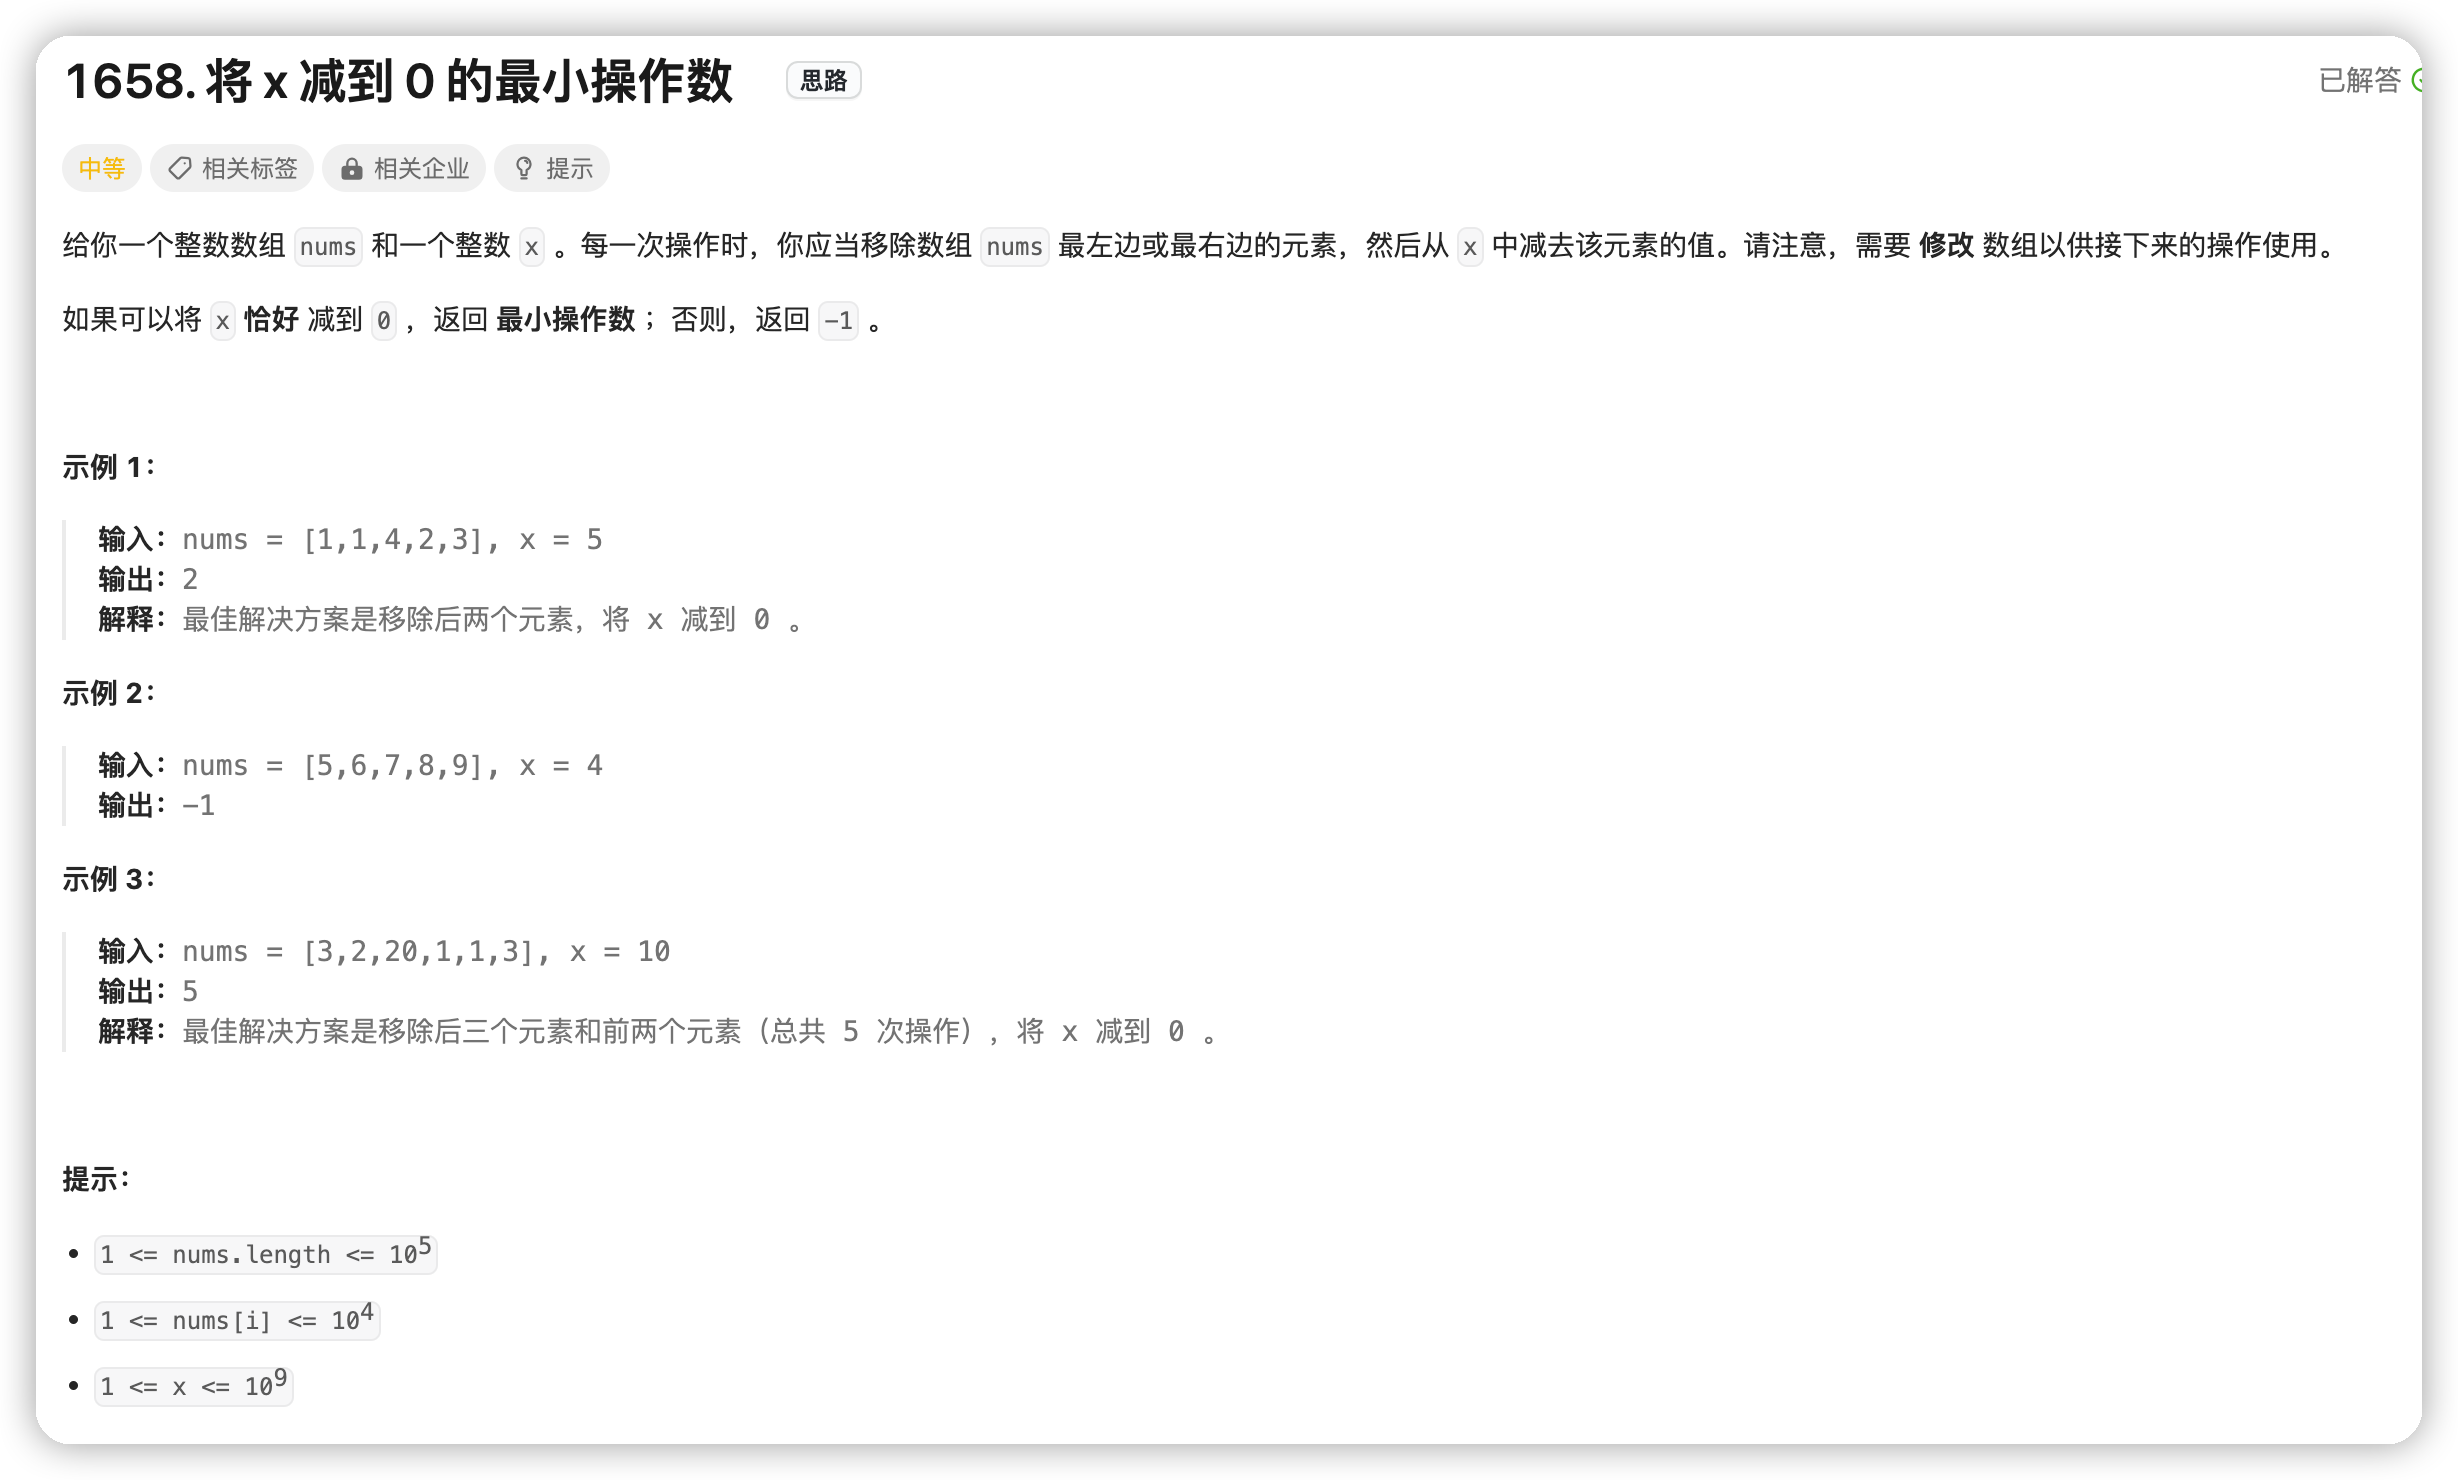 1658. 将 x 减到 0 的最小操作数 思路 已解答
中等 相关标签 相关企业 提示
给你一个整数数组 nums 和一个整数 x 。每一次操作时，你应当移除数组 nums 最左边或最右边的元素，然后从 x 中减去该元素的值。请注意，需要 修改 数组以供接下来的操作使用。
如果可以将 x 恰好 减到 0 ，返回 最小操作数 ；否则，返回 -1 。
示例 1：
输入：nums = [1,1,4,2,3], x = 5
输出：2
解释：最佳解决方案是移除后两个元素，将 x 减到 0 。
示例 2：
输入：nums = [5,6,7,8,9], x = 4
输出：-1
示例 3：
输入：nums = [3,2,20,1,1,3], x = 10
输出：5
解释：最佳解决方案是移除后三个元素和前两个元素（总共 5 次操作），将 x 减到 0 。
提示：
• 1 <= nums.length <= 10⁵
• 1 <= nums[i] <= 10⁴
• 1 <= x <= 10⁹